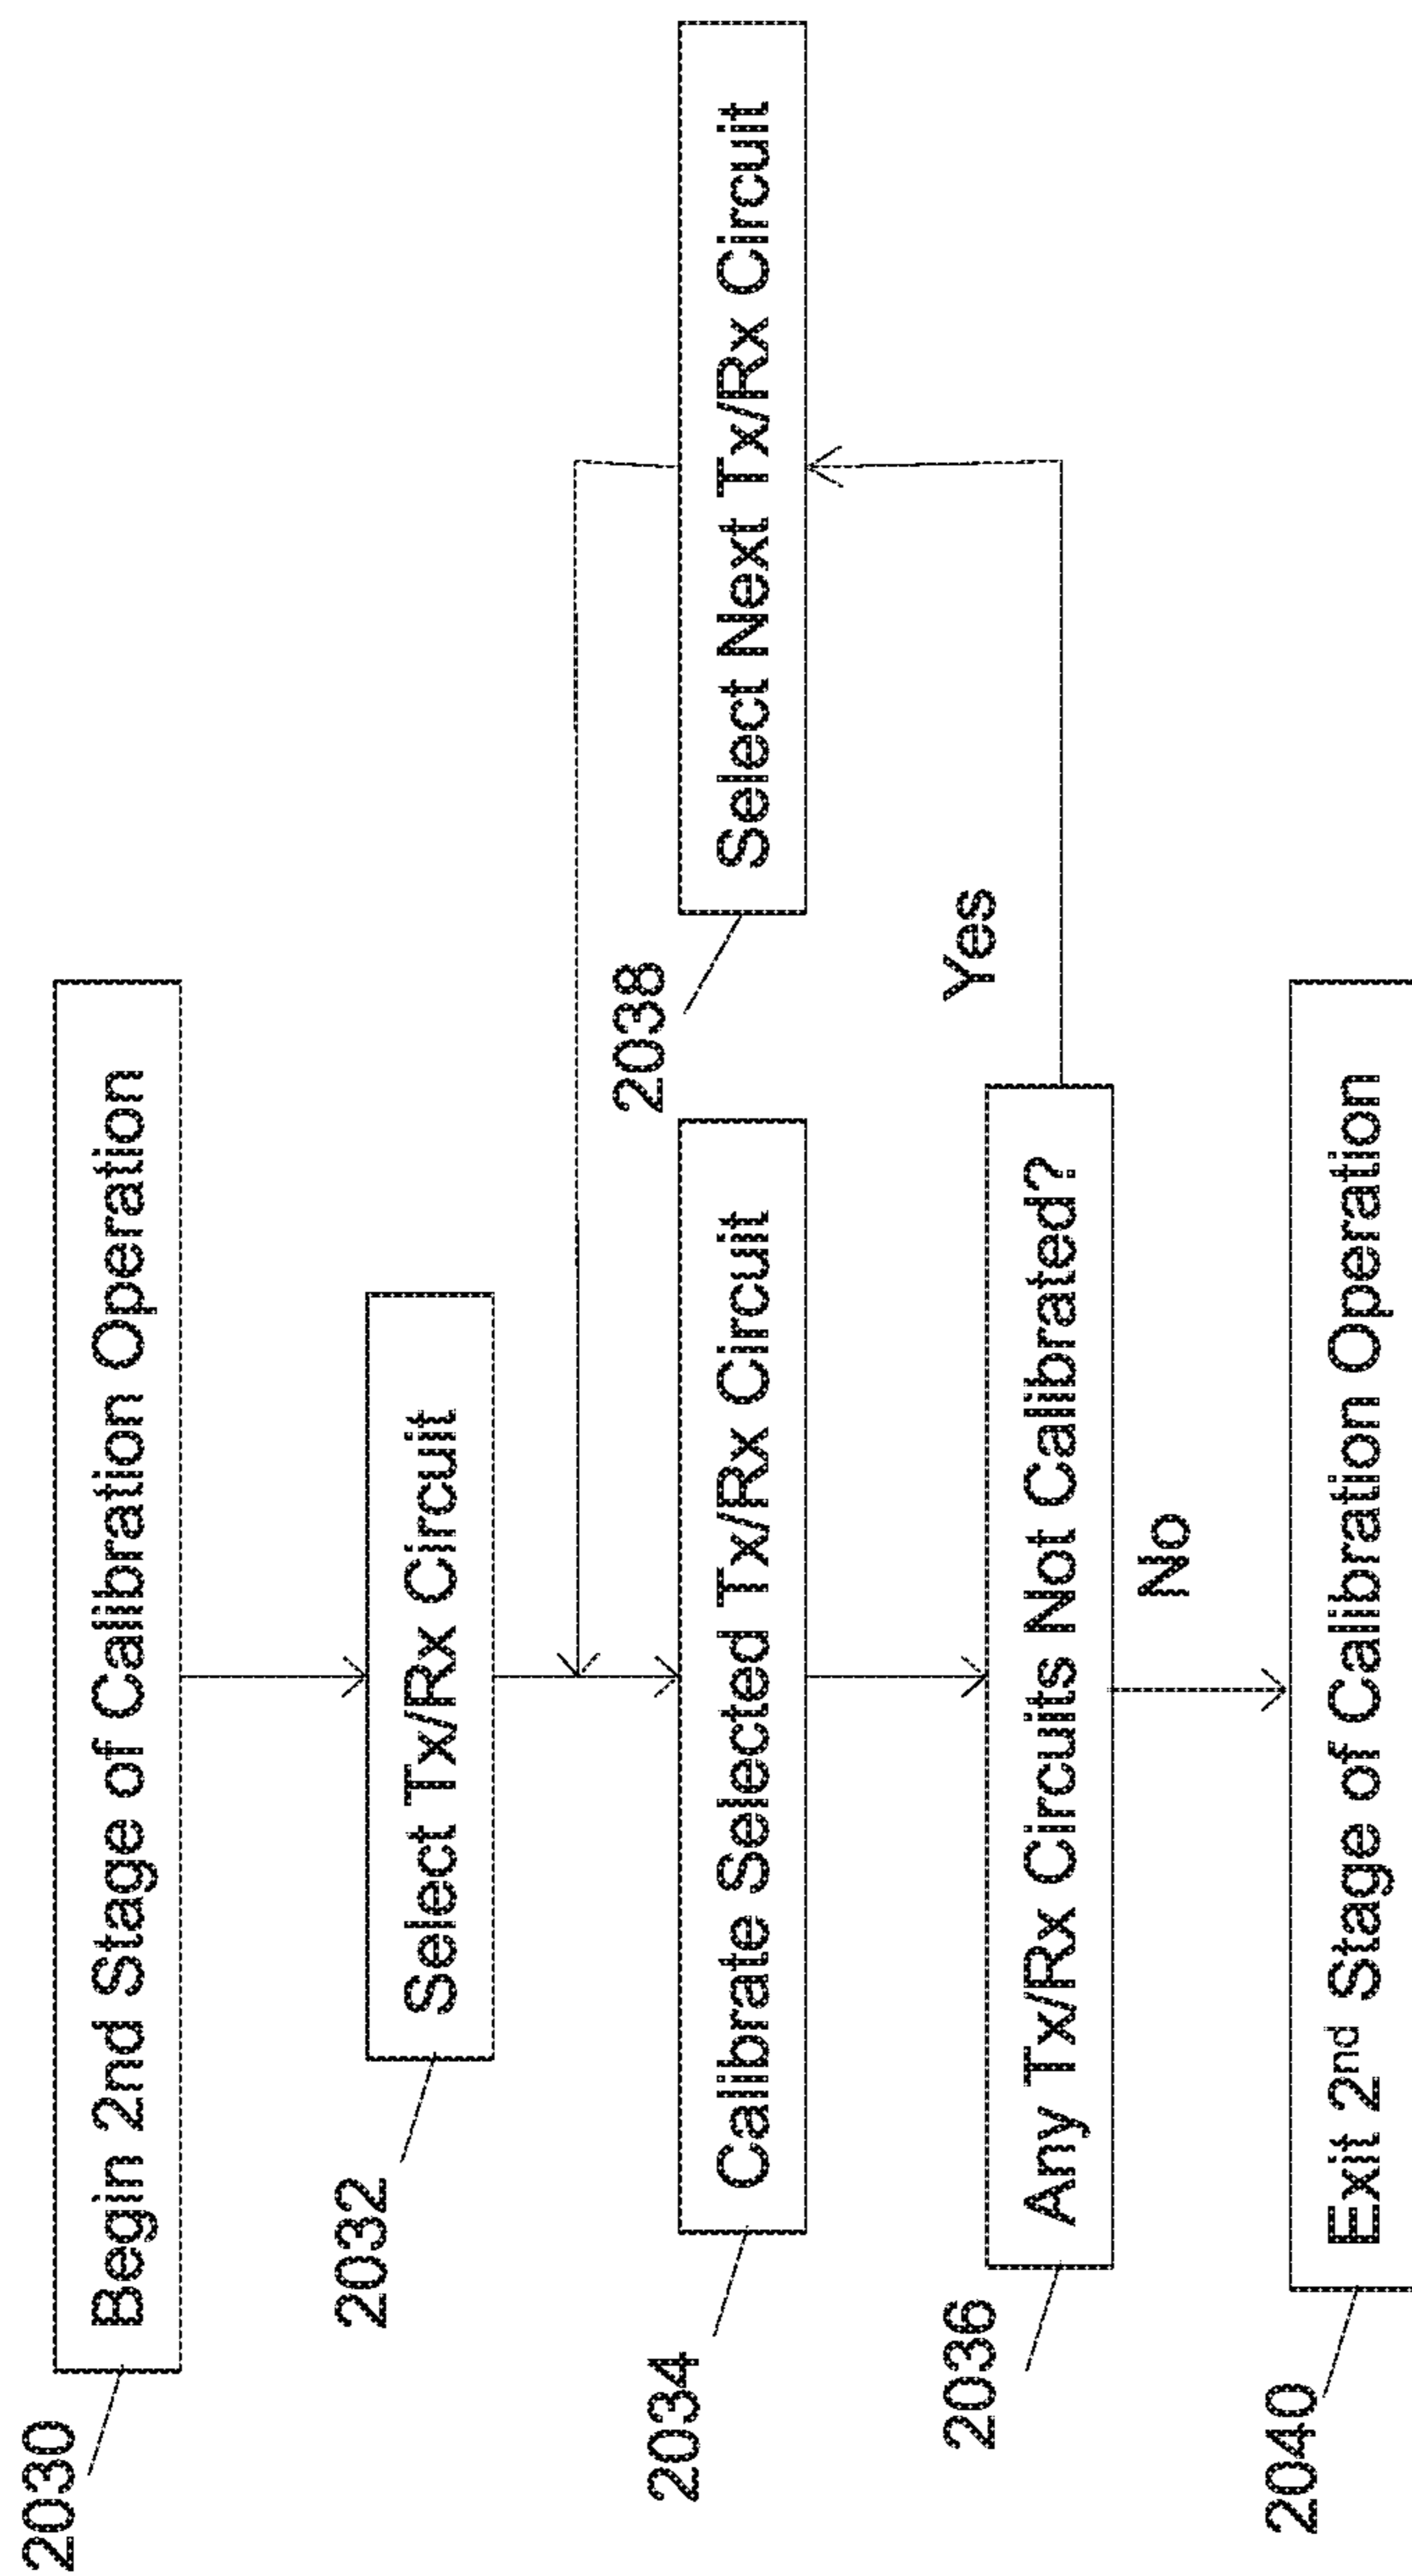 2030
Begin 2nd Stage of Calibration Operation
2032
Select Tx/Rx Circuit
2034
Calibrate Selected Tx/Rx Circuit
2038
Select Next Tx/Rx Circuit
2036
Any Tx/Rx Circuits Not Calibrated?
Yes
No
2040
Exit 2nd Stage of Calibration Operation